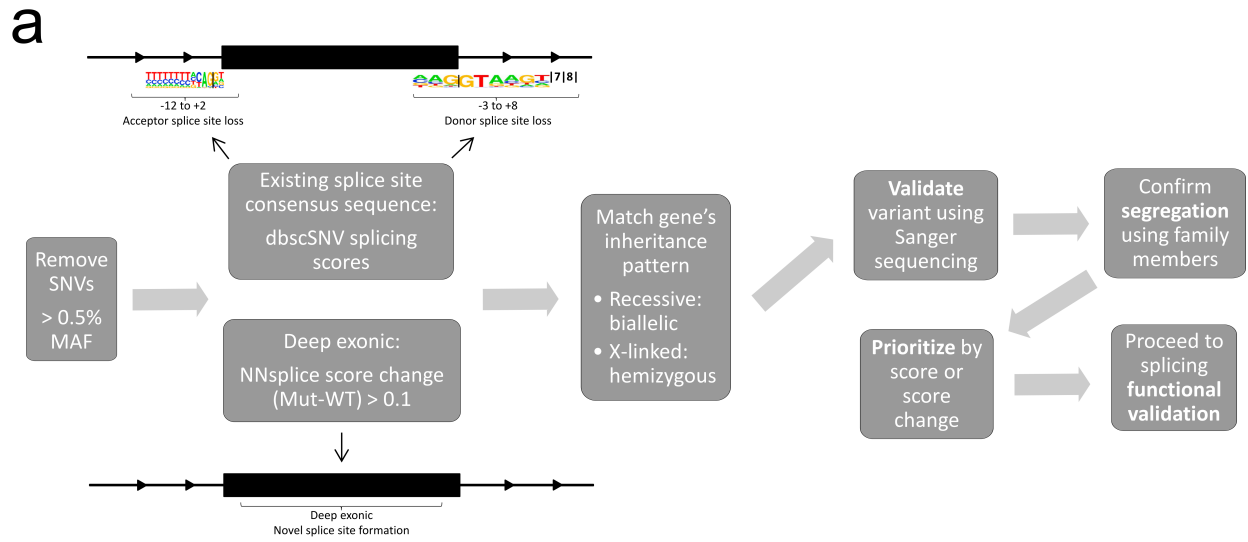 a
|7|8|
-12 to +2
Acceptor splice site loss
-3 to +8
Donor splice site loss
Existing splice site
consensus sequence:
dbscSNV splicing
scores
Remove
SNVs
> 0.5%
MAF
Deep exonic:
NNsplice score change
(Mut-WT) > 0.1
Deep exonic
Novel splice site formation
Match gene’s
inheritance
pattern
• Recessive:
biallelic
• X-linked:
hemizygous
Validate
variant using
Sanger
sequencing
Confirm
segregation
using family
members
Prioritize by
score or
score
change
Proceed to
splicing
functional
validation